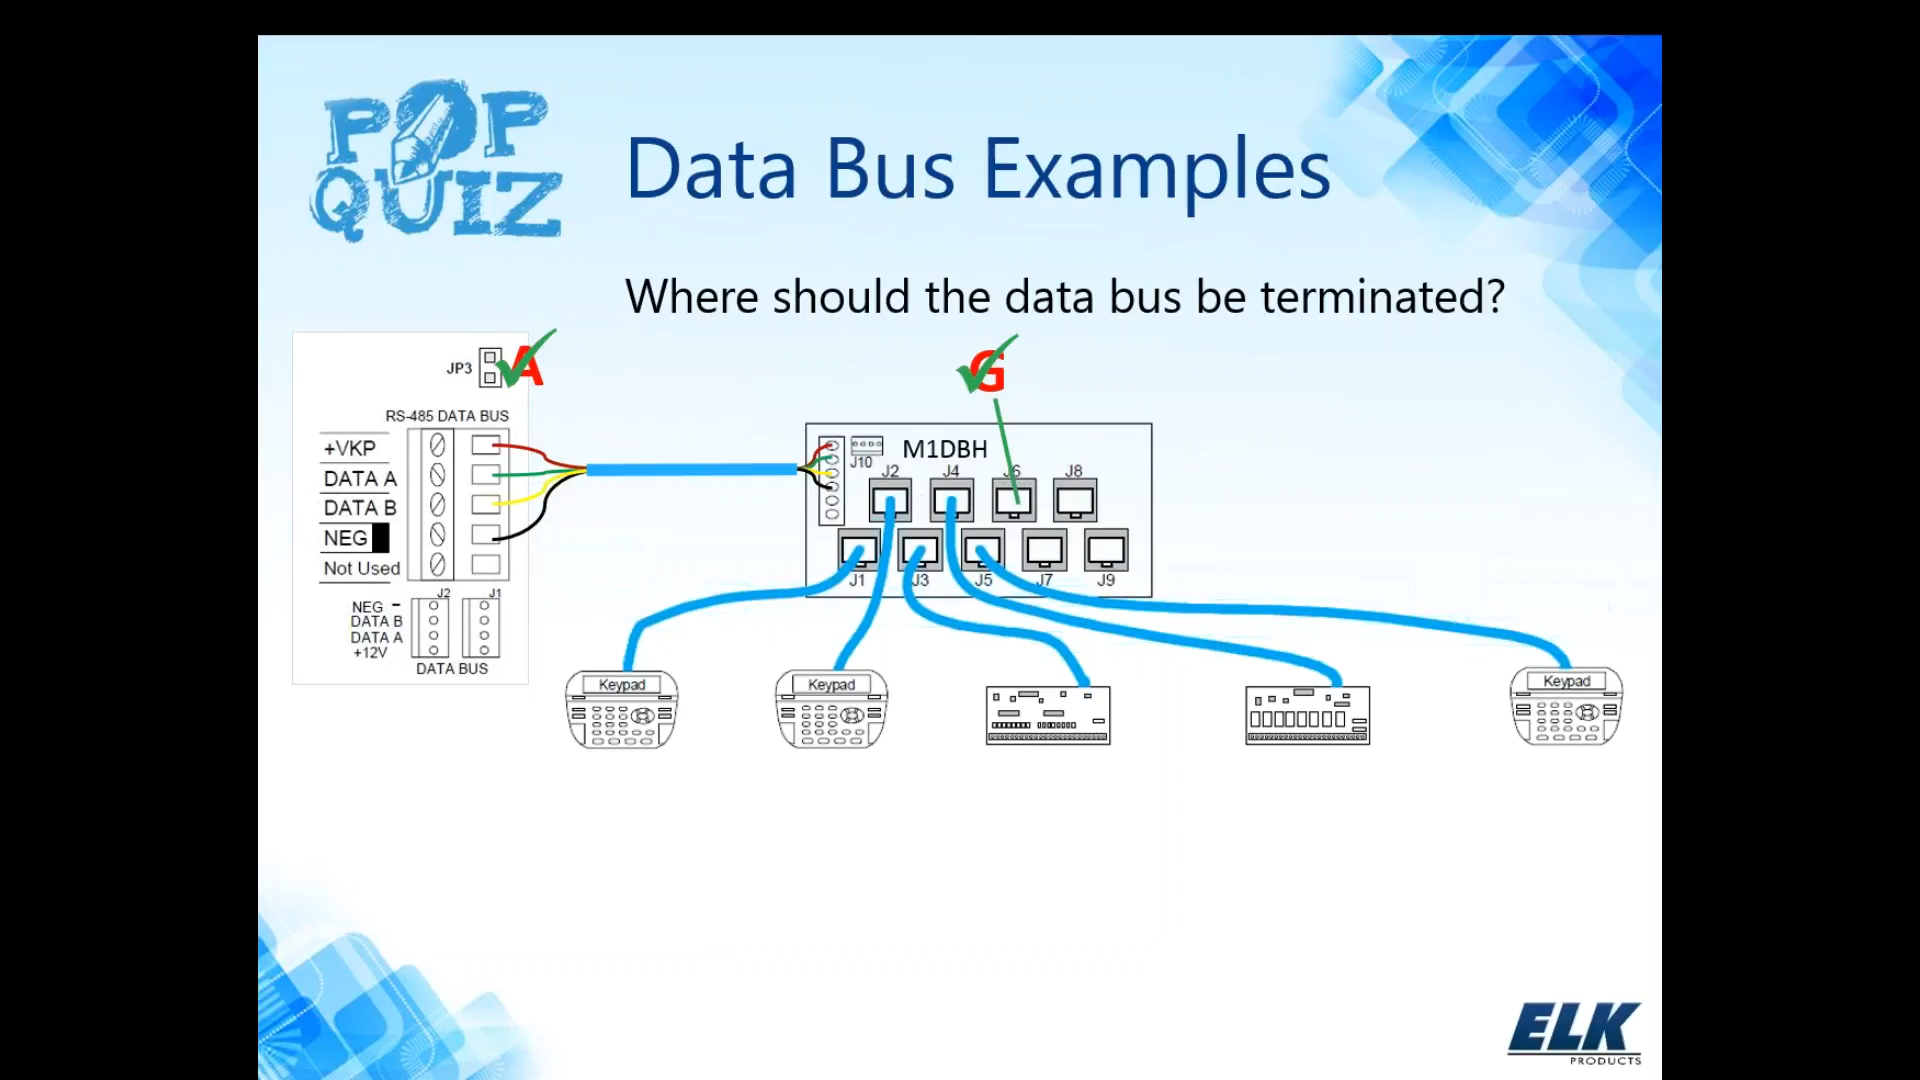 POP
QUIZ
Data Bus Examples
Where should the data bus be terminated?
JP3
A
G
RS-485 DATA BUS
+VKP
DATA A
DATA B
NEG
Not Used
J2
J1
NEG -
DATA B
DATA A
+12V
DATA BUS
M1DBH
J10
J2
J4
J6
J8
J1
J3
J5
J7
J9
Keypad
Keypad
Keypad
ELK
PRODUCTS